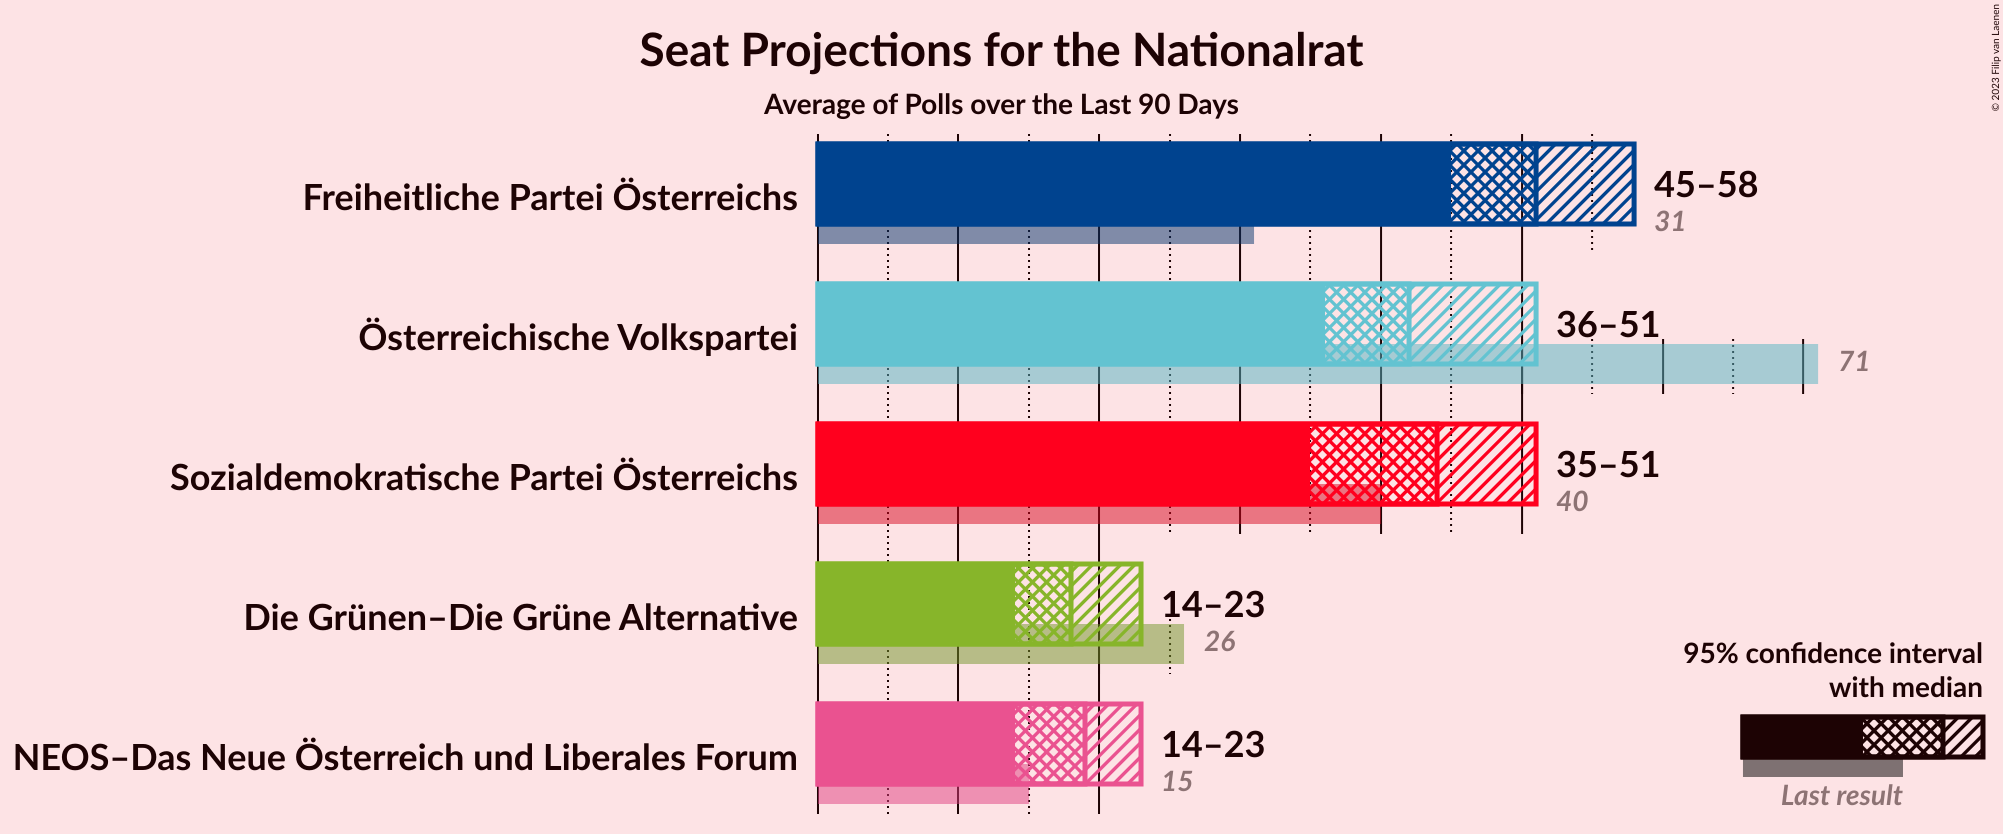 Seat Projections for the Nationalrat
Average of Polls over the Last 90 Days
© 2023 Filip van Laenen
Freiheitliche Partei Österreichs
45–58
31
Österreichische Volkspartei
36–51
71
Sozialdemokratische Partei Österreichs
35–51
40
Die Grünen–Die Grüne Alternative
14–23
26
NEOS–Das Neue Österreich und Liberales Forum
14–23
15
95% confidence interval
with median
Last result